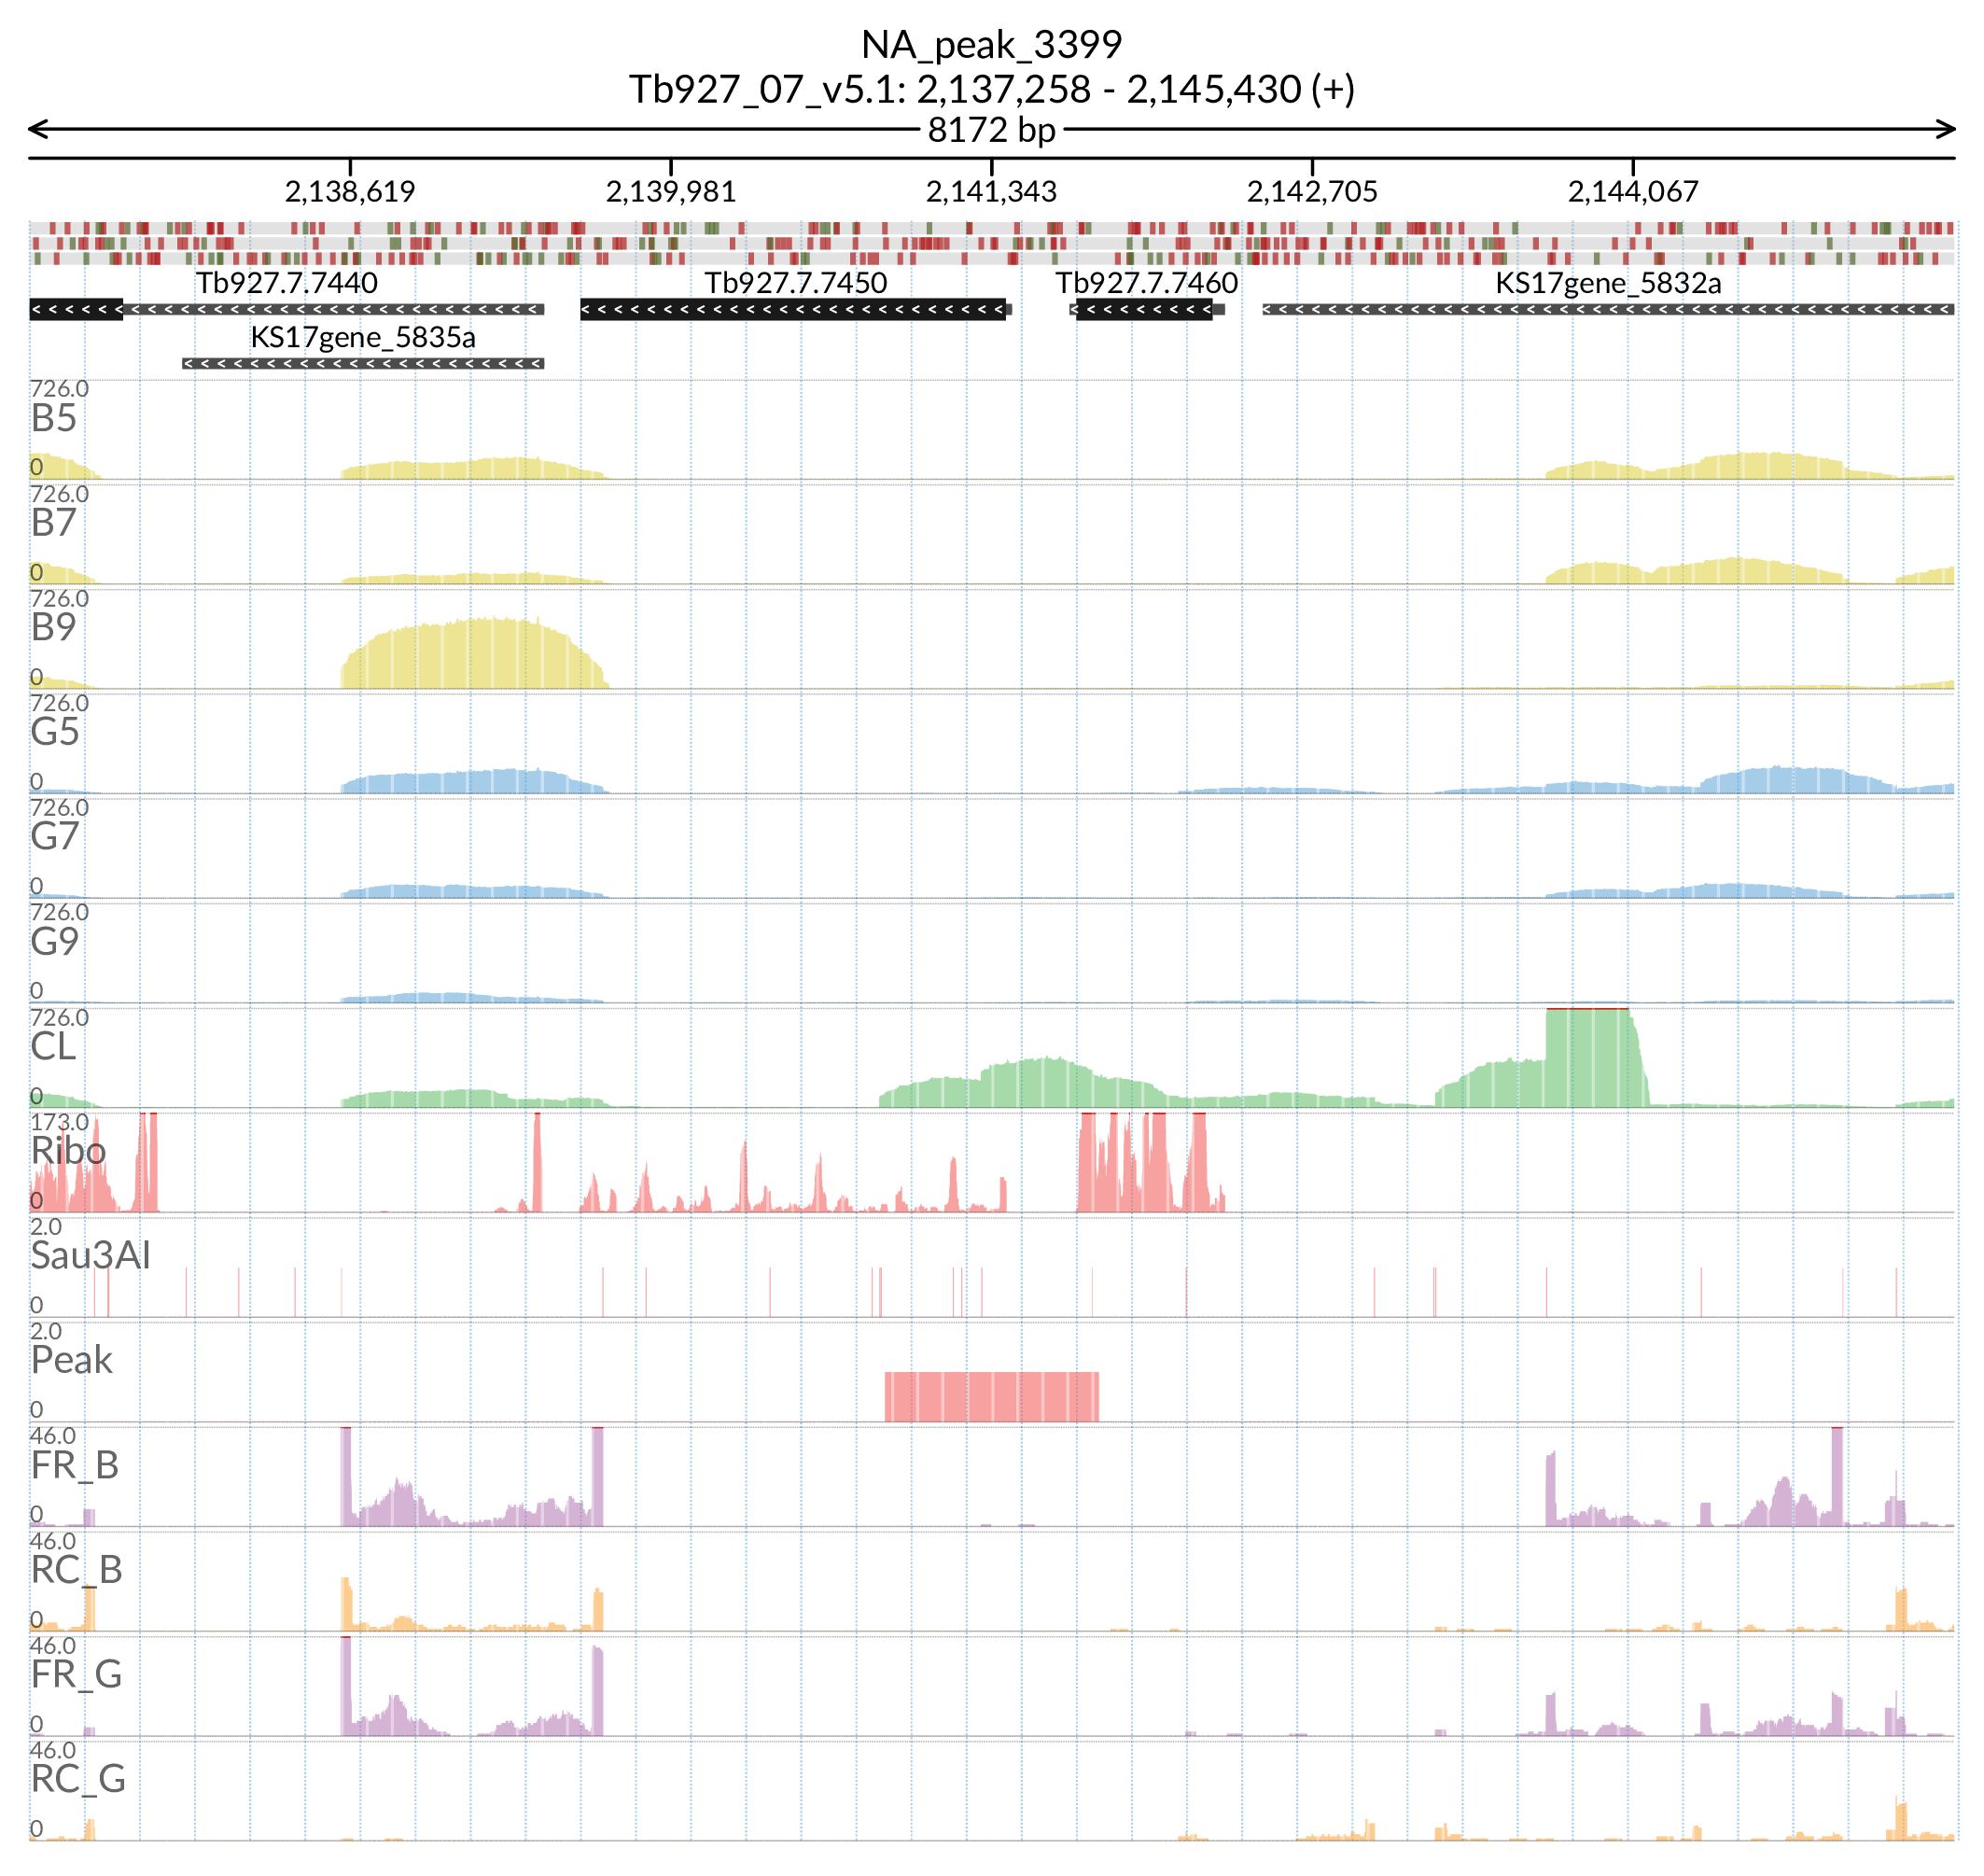 NA_peak_3399
Tb927_07_v5.1: 2,137,258 - 2,145,430 (+)
8172 bp
2,138,619 2,139,981 2,141,343 2,142,705 2,144,067
Tb927.7.7440 Tb927.7.7450 Tb927.7.7460 KS17gene_5832a
KS17gene_5835a
726.0
B5
0
726.0
B7
0
726.0
B9
0
726.0
G5
0
726.0
G7
0
726.0
G9
0
726.0
CL
0
173.0
Ribo
0
2.0
Sau3AI
0
2.0
Peak
0
46.0
FR_B
0
46.0
RC_B
0
46.0
FR_G
0
46.0
RC_G
0